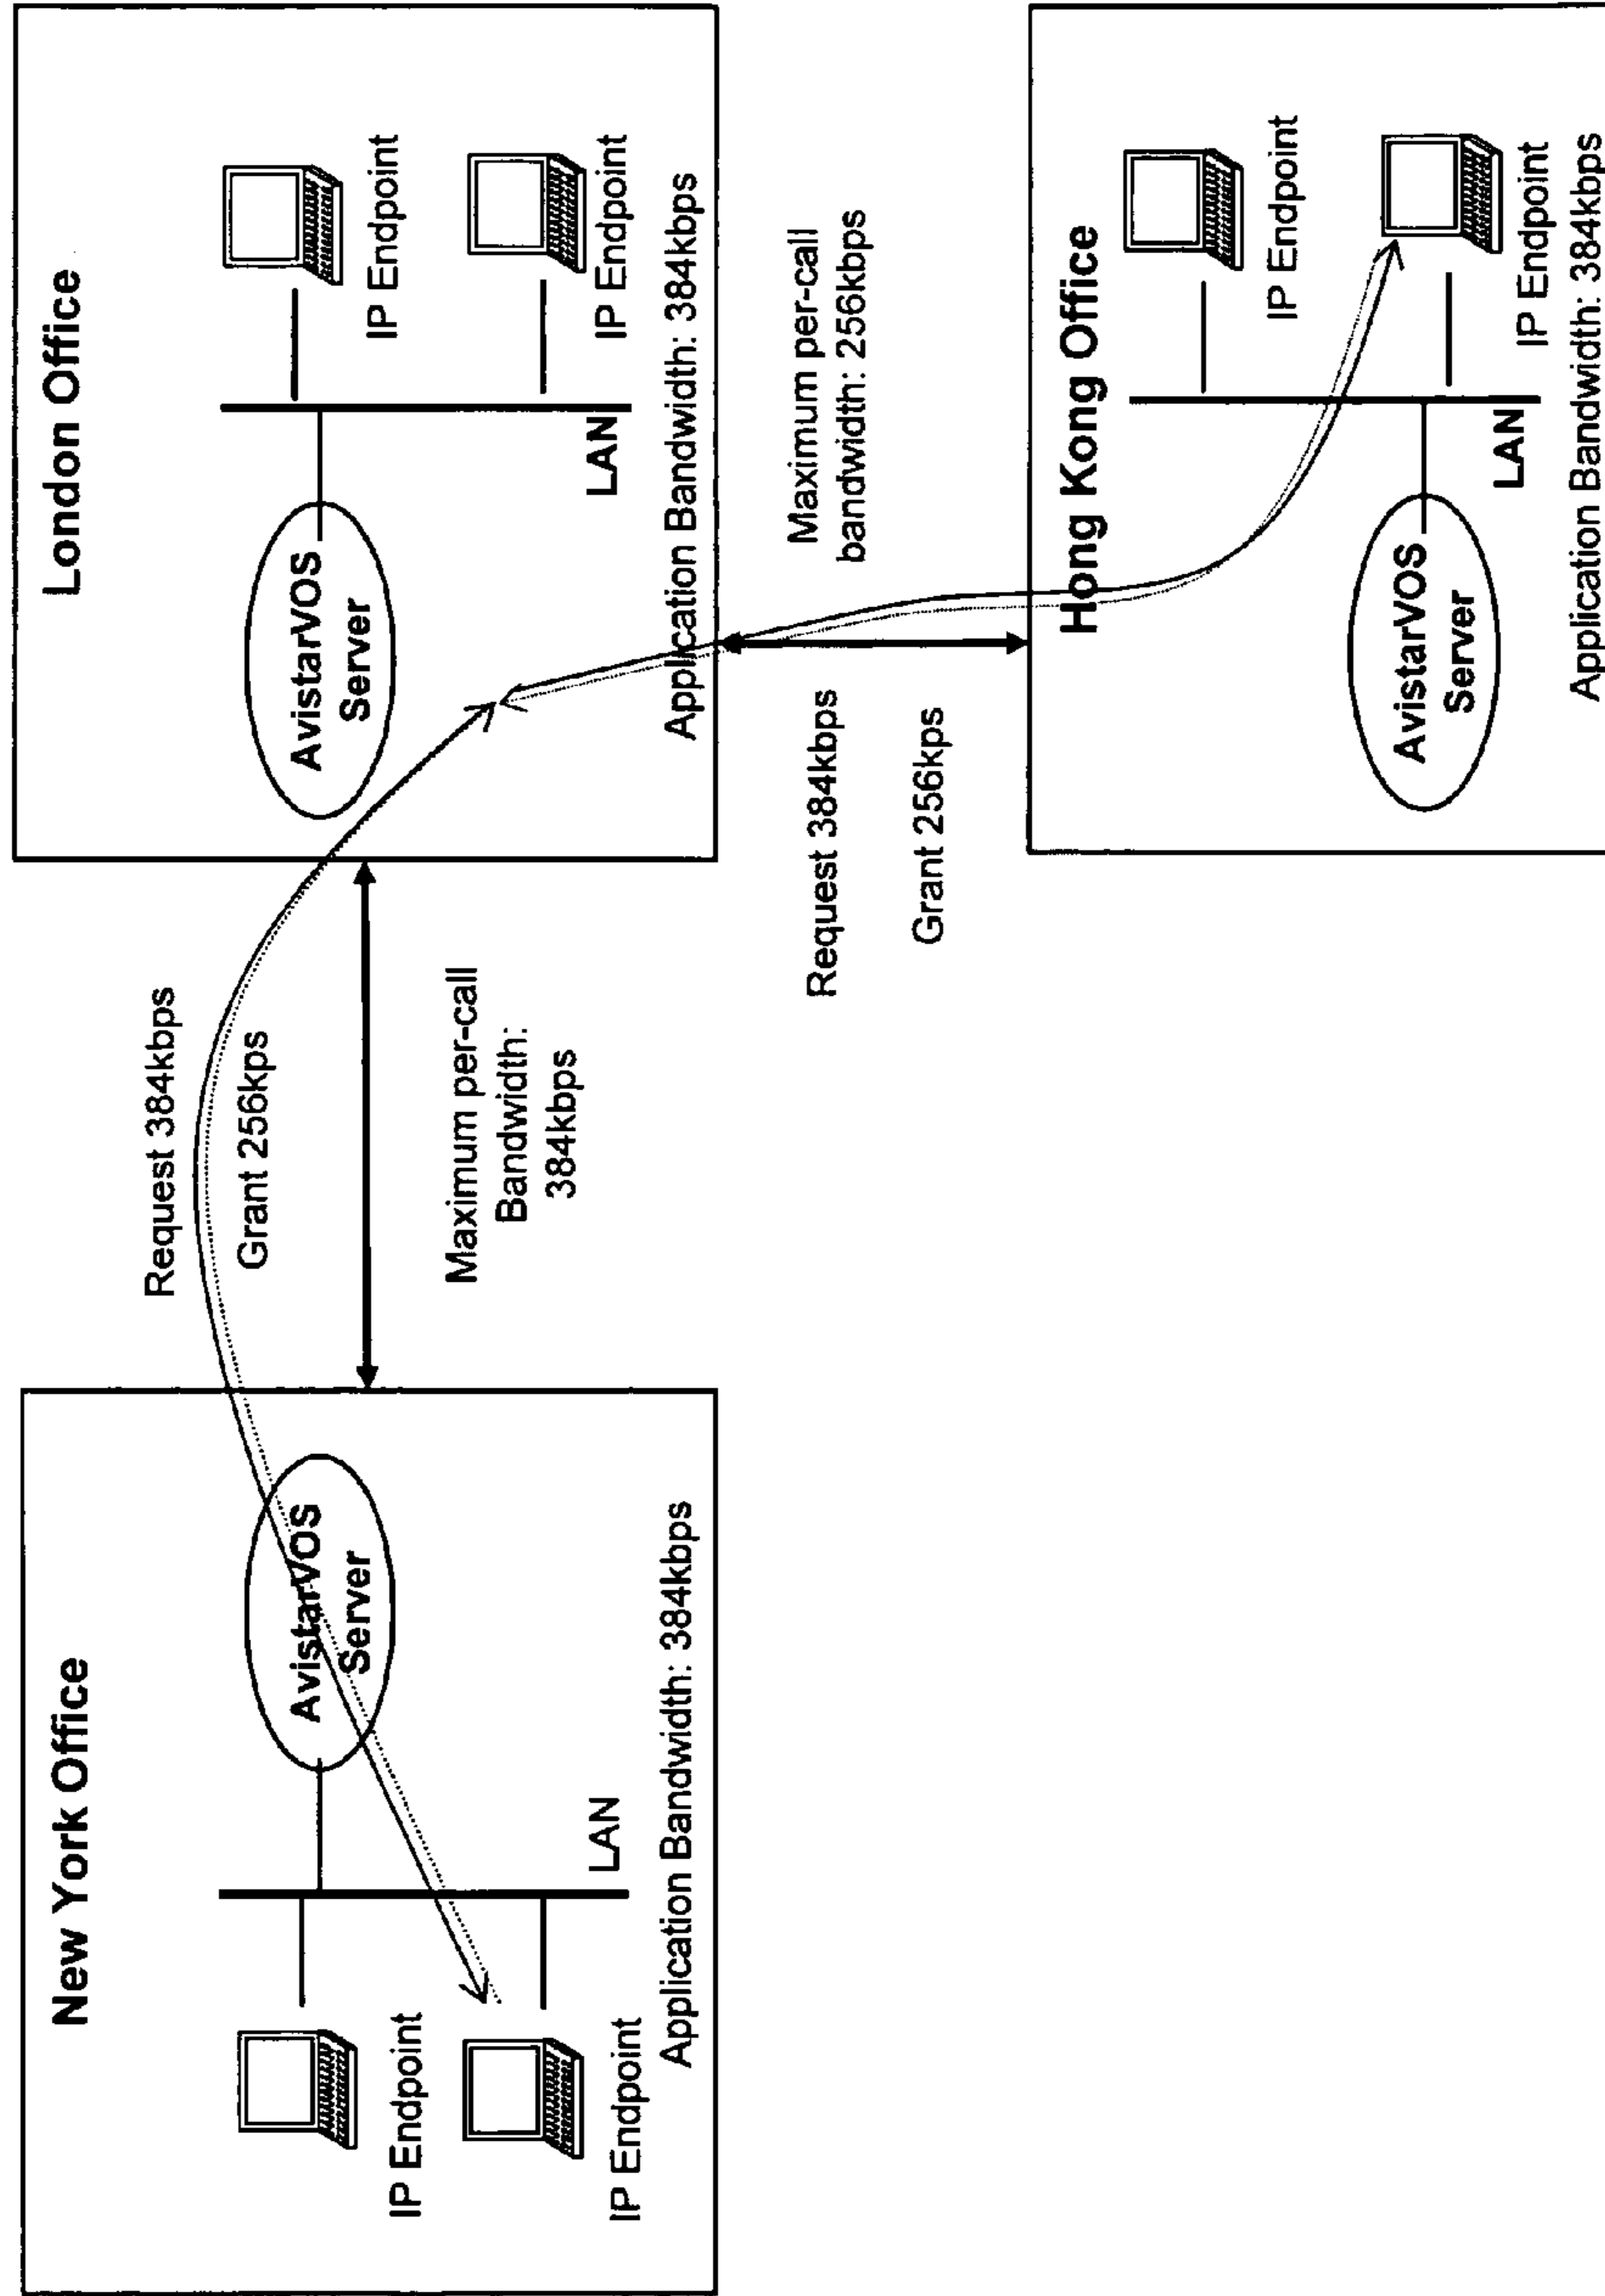 New York Office
AvistarVOS
Server
LAN
IP Endpoint
IP Endpoint
Application Bandwidth: 384kbps
Request 384kbps
Grant 256kps
Maximum per-call
Bandwidth:
384kbps
London Office
AvistarVOS
Server
LAN
IP Endpoint
IP Endpoint
Application Bandwidth: 384kbps
Request 384kbps
Grant 256kps
Maximum per-call
bandwidth: 256kbps
Hong Kong Office
AvistarVOS
Server
LAN
IP Endpoint
IP Endpoint
Application Bandwidth: 384kbps